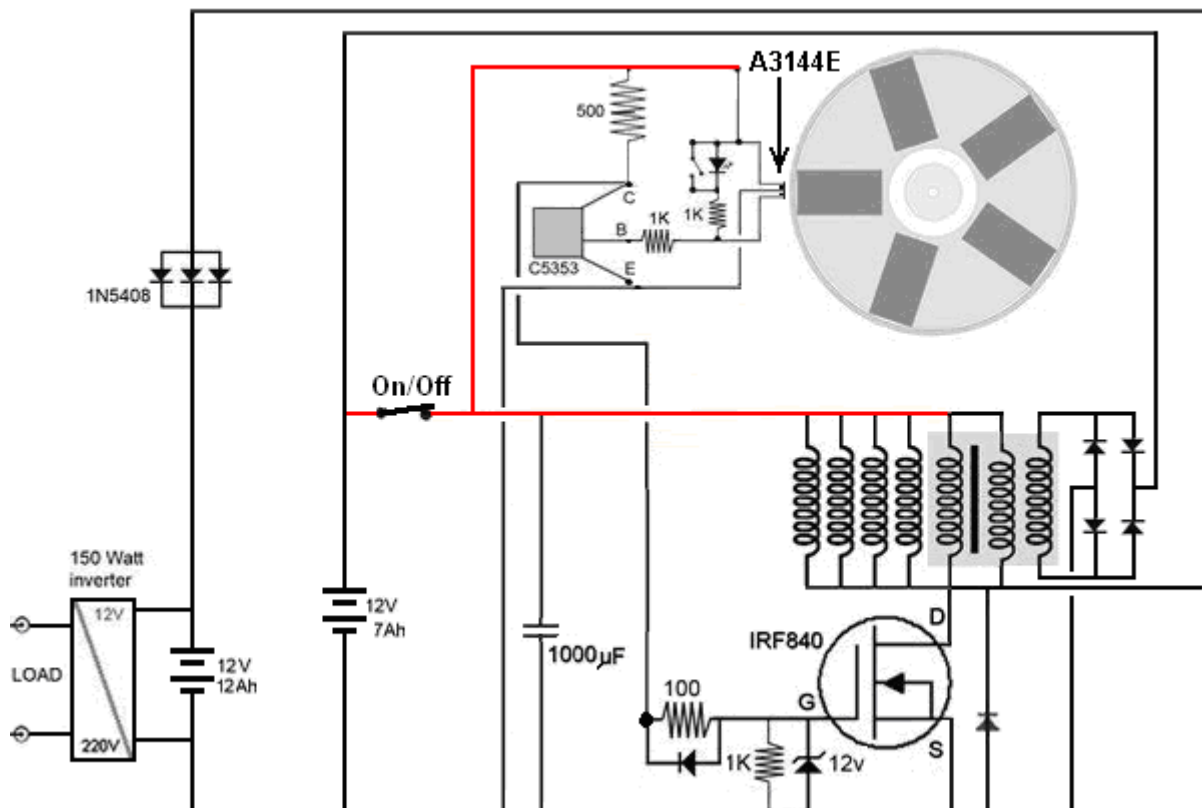 A3144E
500
C
1K
1K
B
C5353
E
1N5408
On/Off
150 Watt
inverter
12V
LOAD
220V
12V
12Ah
12V
7Ah
1000µF
IRF840
D
100
G
S
1K
12v